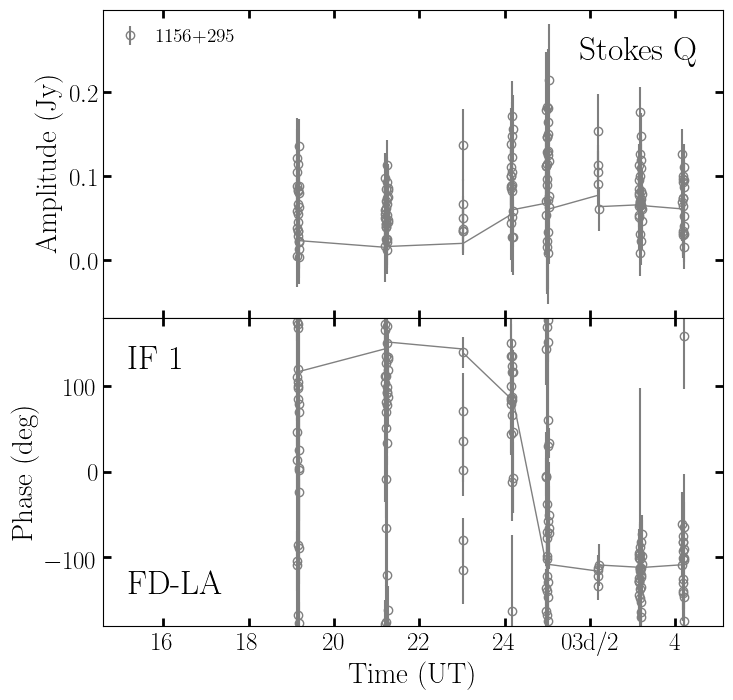 1156+295
Stokes Q
Amplitude (Jy)
0.2
0.1
0.0
IF 1
Phase (deg)
100
0
−100
FD-LA
16 18 20 22 24 03d/2 4
Time (UT)